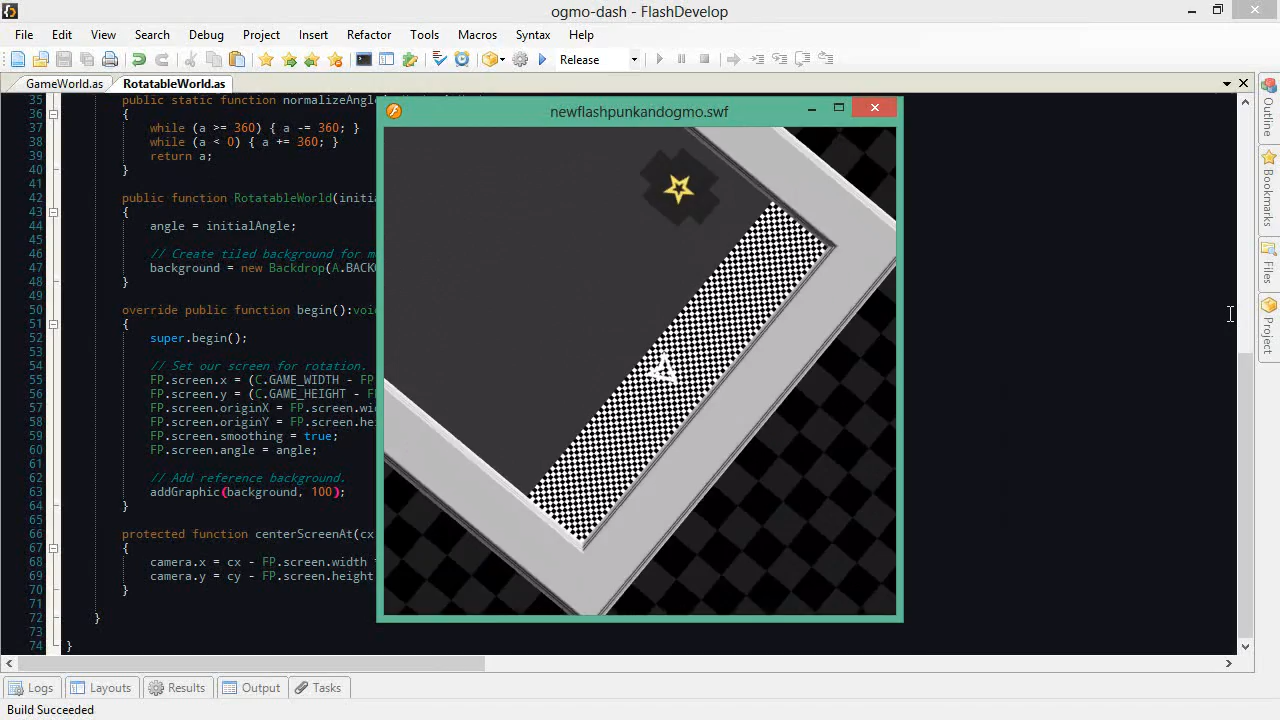 ogmo-dash - FlashDevelop
File Edit View Search Debug Project Insert Refactor Tools Macros Syntax Help
Release
GameWorld.as RotatableWorld.as
newflashpunkandogmo.swf
35 public static function normalizeAngle
36 {
37 while (a >= 360) { a -= 360; }
38 while (a < 0) { a += 360; }
39 return a;
40 }
41
42 public function RotatableWorld(initi
43 {
44 angle = initialAngle;
45
46 // Create tiled background for m
47 background = new Backdrop(A.BACKG
48 }
49
50 override public function begin():voi
51 {
52 super.begin();
53
54 // Set our screen for rotation.
55 FP.screen.x = (C.GAME_WIDTH - FP
56 FP.screen.y = (C.GAME_HEIGHT - F
57 FP.screen.originX = FP.screen.wi
58 FP.screen.originY = FP.screen.he
59 FP.screen.smoothing = true;
60 FP.screen.angle = angle;
61
62 // Add reference background.
63 addGraphic(background, 100);
64 }
65
66 protected function centerScreenAt(cx
67 {
68 camera.x = cx - FP.screen.width
69 camera.y = cy - FP.screen.height
70 }
71
72 }
73
74 }
Outline
Bookmarks
Files
Project
Logs Layouts Results Output Tasks
Build Succeeded